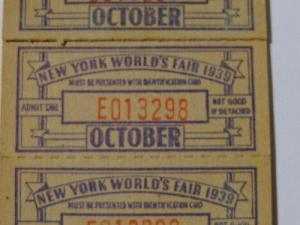 OCTOBER
NEW YORK WORLD'S FAIR 1939
MUST BE PRESENTED WITH IDENTIFICATION CARD
ADMIT ONE
E013298
NOT GOOD
IF DETACHED
OCTOBER
NEW YORK WORLD'S FAIR 1939
MUST BE PRESENTED WITH IDENTIFICATION CARD